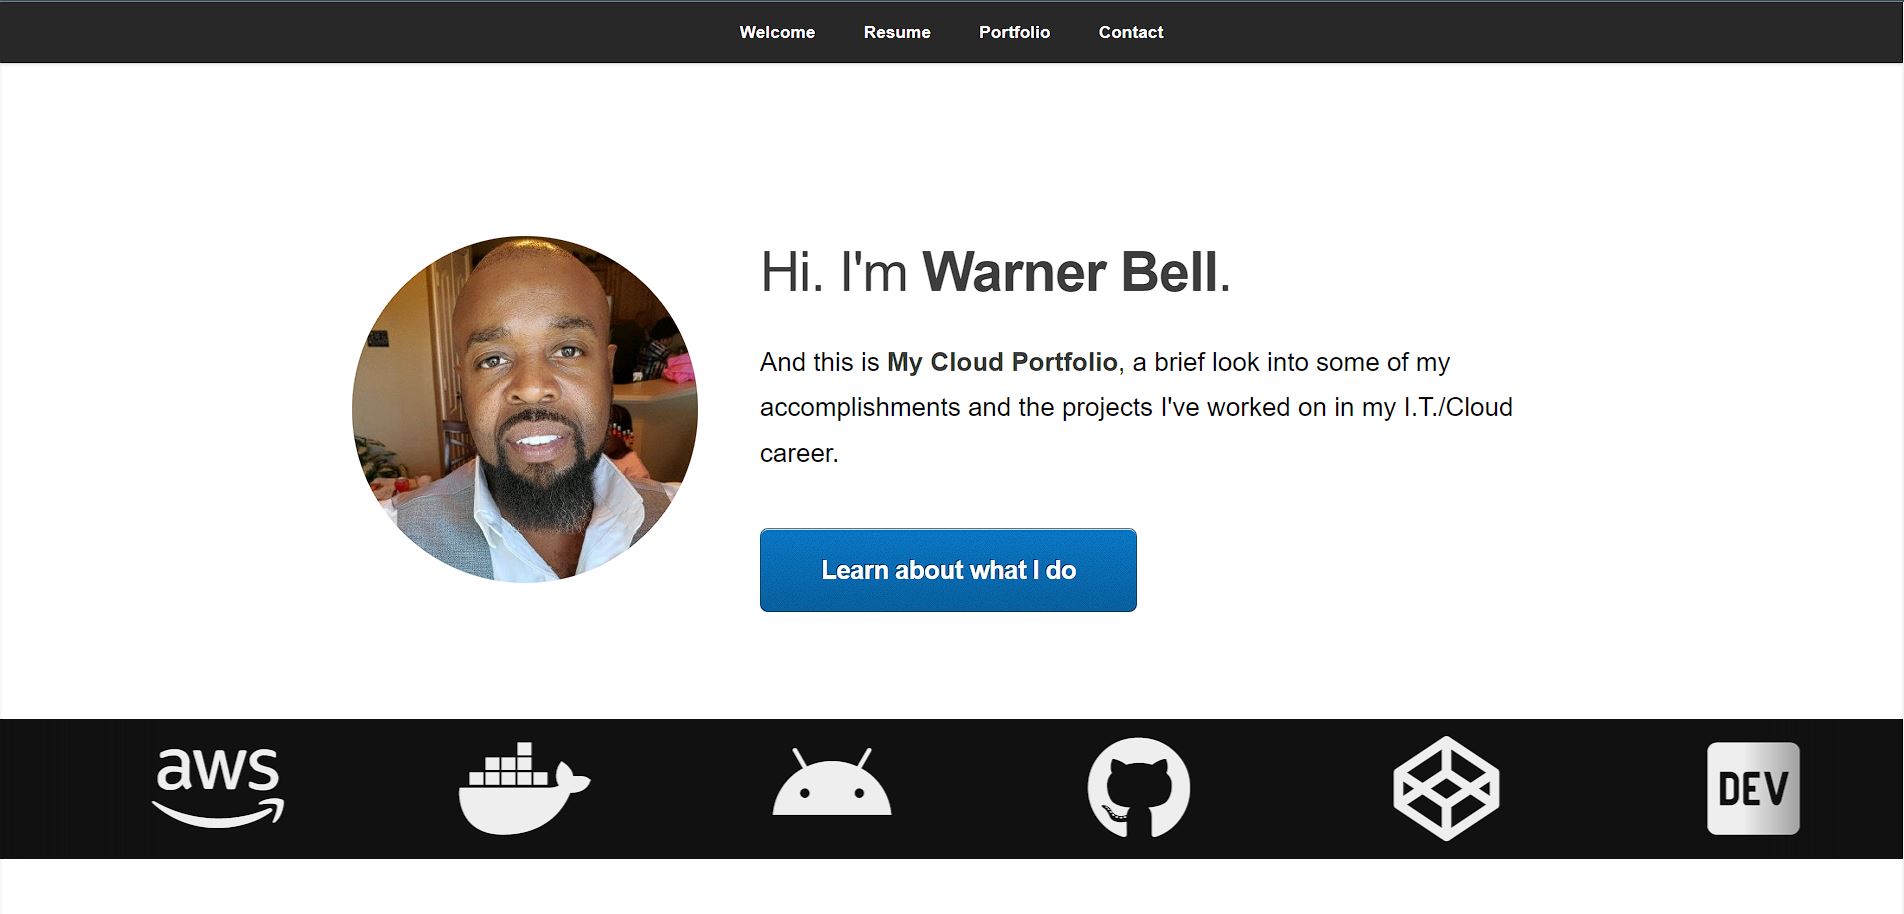 Welcome Resume Portfolio Contact
Hi. I'm Warner Bell.
And this is My Cloud Portfolio, a brief look into some of my
accomplishments and the projects I've worked on in my I.T./Cloud
career.
Learn about what I do
aws
DEV